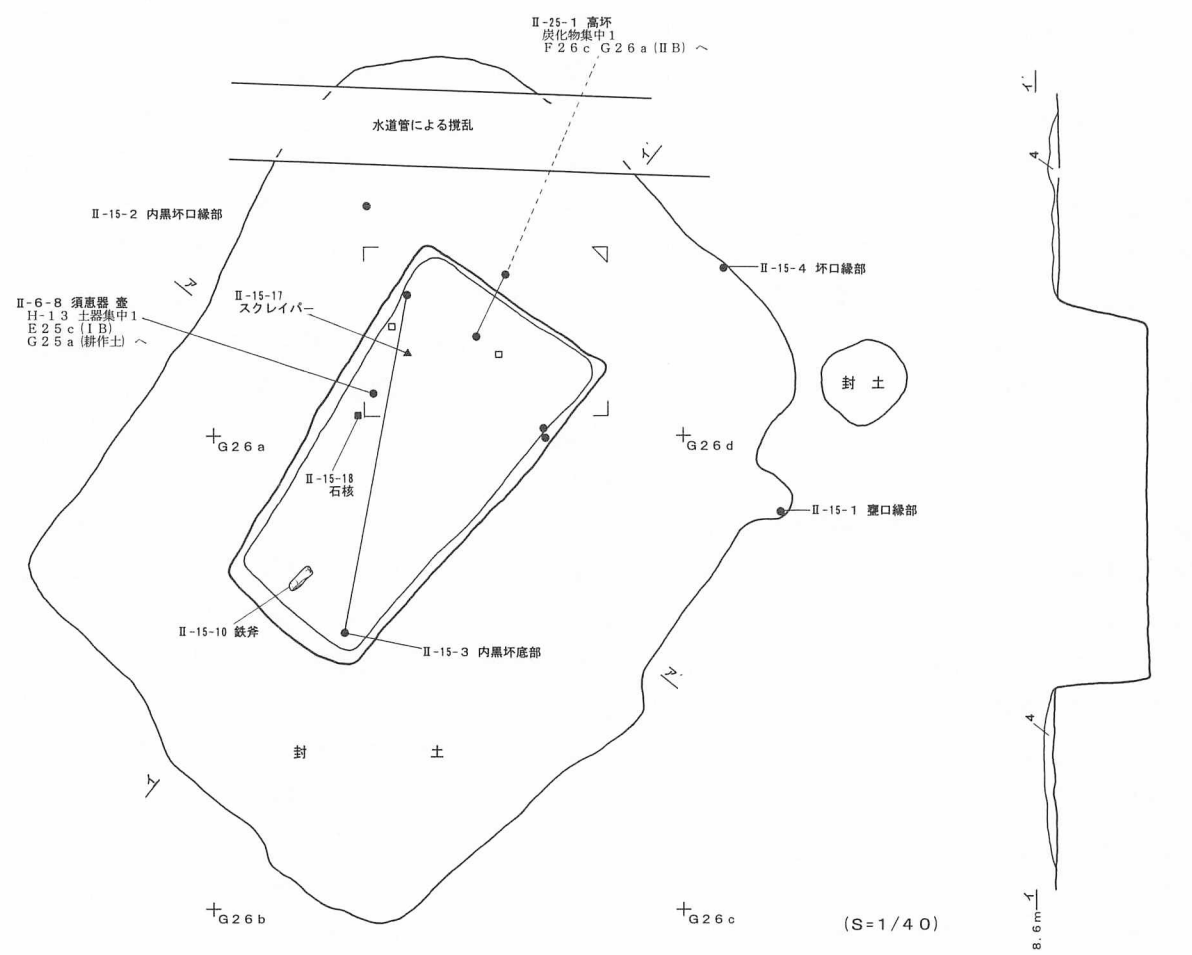 Ⅱ-25-1 高坏
炭化物集中1
F26c G26a (ⅡB) へ
水道管による撹乱
イ'
イ'
4
Ⅱ-15-2 内黒坏口縁部
ア
Ⅱ-15-4 坏口縁部
Ⅱ-15-17
スクレイパー
Ⅱ-6-8 須恵器 壺
H-13 土器集中1
E25c (ⅠB)
G25a (耕作土) へ
封 土
G26a
G26d
Ⅱ-15-18
石核
Ⅱ-15-1 甕口縁部
Ⅱ-15-10 鉄斧
Ⅱ-15-3 内黒坏底部
ア'
4
封 土
イ
G26b
G26c
(S=1/40)
8.6m
イ